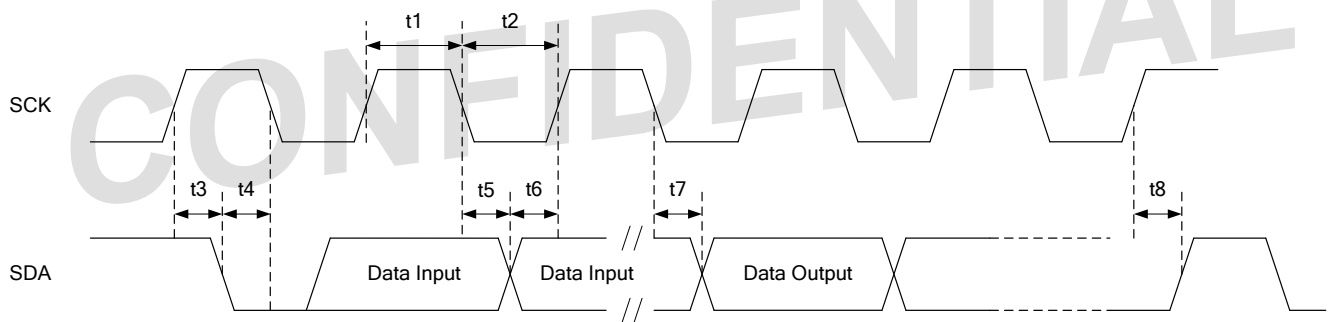 t1 t2
SCK
CONFIDENTIAL
t3 t4 t5 t6 t7 t8
SDA Data Input Data Input // Data Output
//